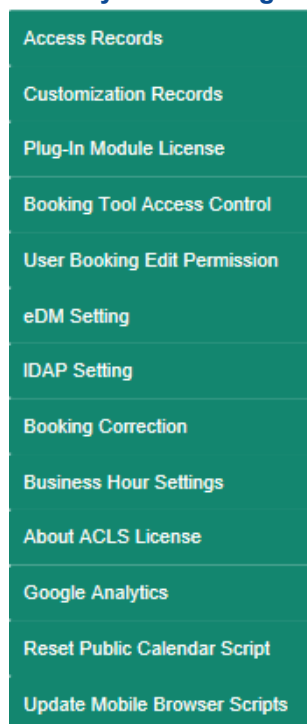 Access Records
Customization Records
Plug-In Module License
Booking Tool Access Control
User Booking Edit Permission
eDM Setting
IDAP Setting
Booking Correction
Business Hour Settings
About ACLS License
Google Analytics
Reset Public Calendar Script
Update Mobile Browser Scripts